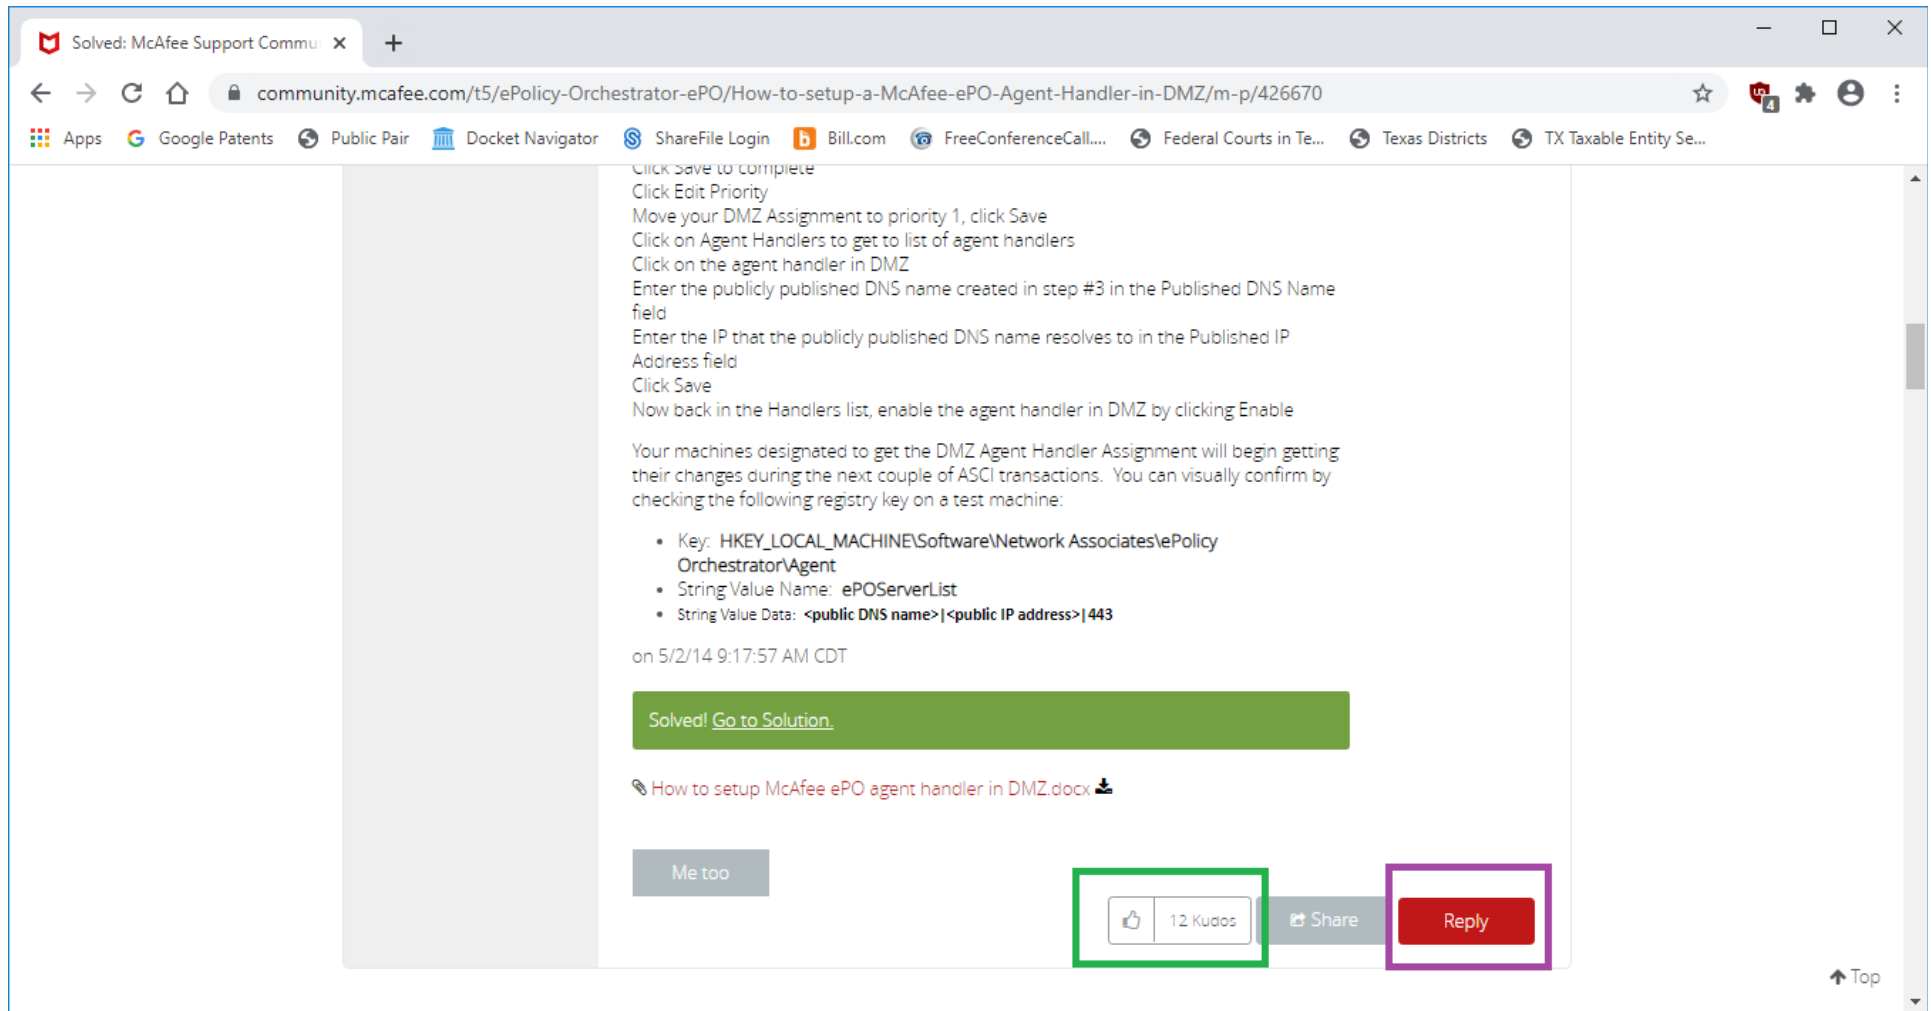 Solved: McAfee Support Commu
community.mcafee.com/t5/ePolicy-Orchestrator-ePO/How-to-setup-a-McAfee-ePO-Agent-Handler-in-DMZ/m-p/426670
4
Apps Google Patents Public Pair Docket Navigator ShareFile Login Bill.com FreeConferenceCall.... Federal Courts in Te... Texas Districts TX Taxable Entity Se...
Click Save to complete
Click Edit Priority
Move your DMZ Assignment to priority 1, click Save
Click on Agent Handlers to get to list of agent handlers
Click on the agent handler in DMZ
Enter the publicly published DNS name created in step #3 in the Published DNS Name
field
Enter the IP that the publicly published DNS name resolves to in the Published IP
Address field
Click Save
Now back in the Handlers list, enable the agent handler in DMZ by clicking Enable
Your machines designated to get the DMZ Agent Handler Assignment will begin getting
their changes during the next couple of ASCI transactions.  You can visually confirm by
checking the following registry key on a test machine:
• Key:  HKEY_LOCAL_MACHINE\Software\Network Associates\ePolicy
Orchestrator\Agent
• String Value Name:  ePOServerList
• String Value Data:  <public DNS name>|<public IP address>|443
on 5/2/14 9:17:57 AM CDT
Solved! Go to Solution.
How to setup McAfee ePO agent handler in DMZ.docx
Me too
12 Kudos
Share
Reply
Top